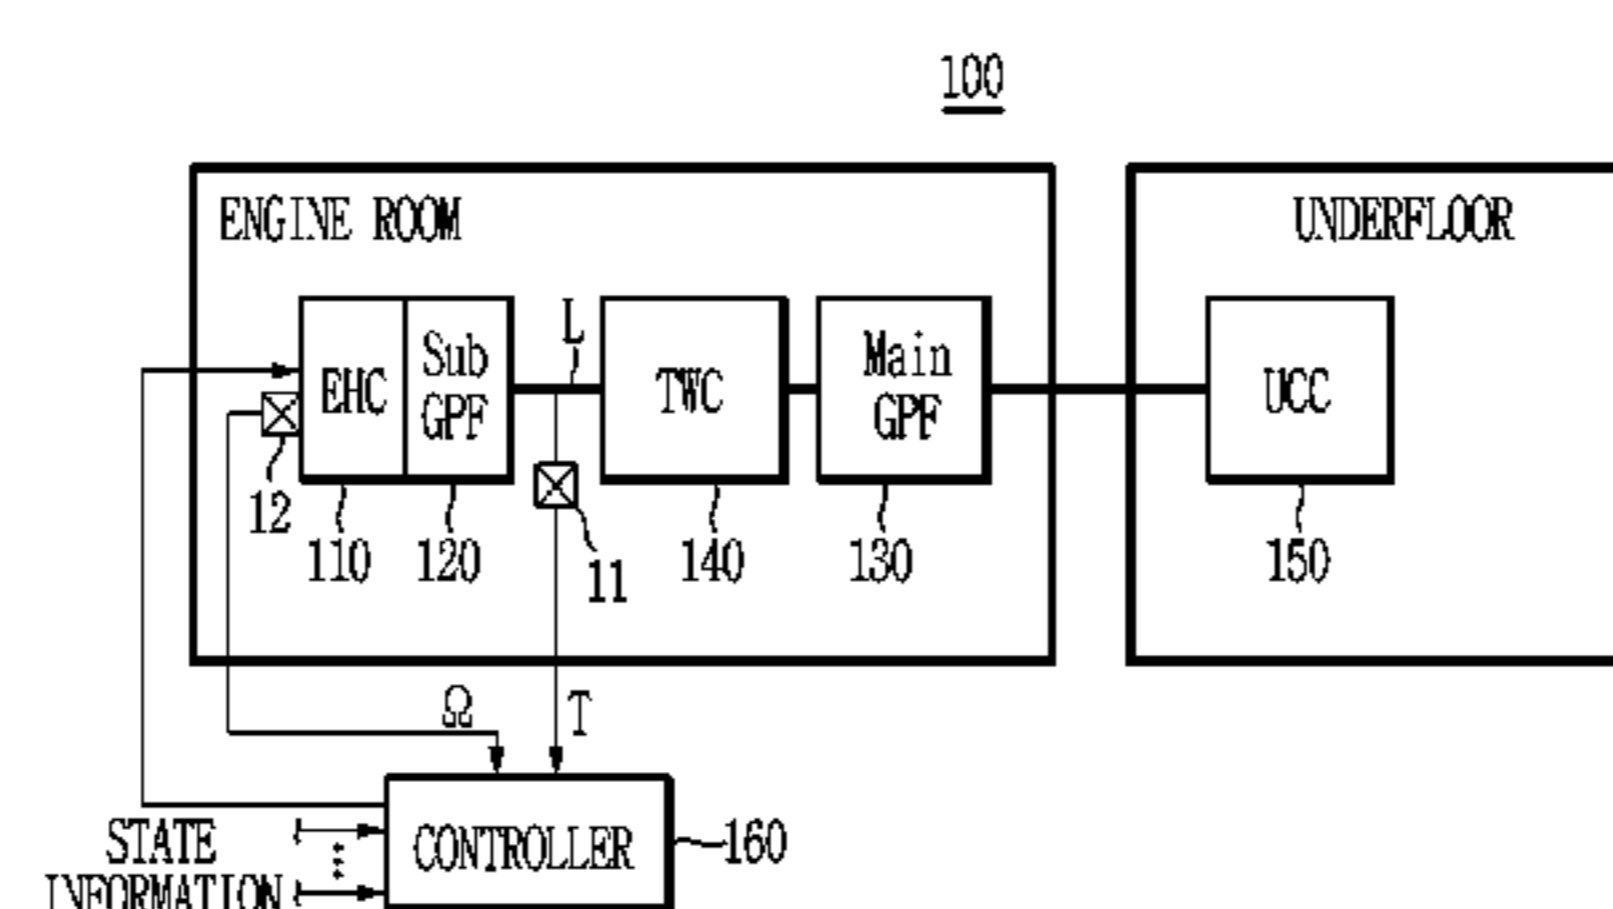 100
ENGINE ROOM
UNDERFLOOR
L
EHC
Sub
GPF
TWC
Main
GPF
UCC
12
110
120
11
140
130
150
Ω
T
STATE
INFORMATION
CONTROLLER
160